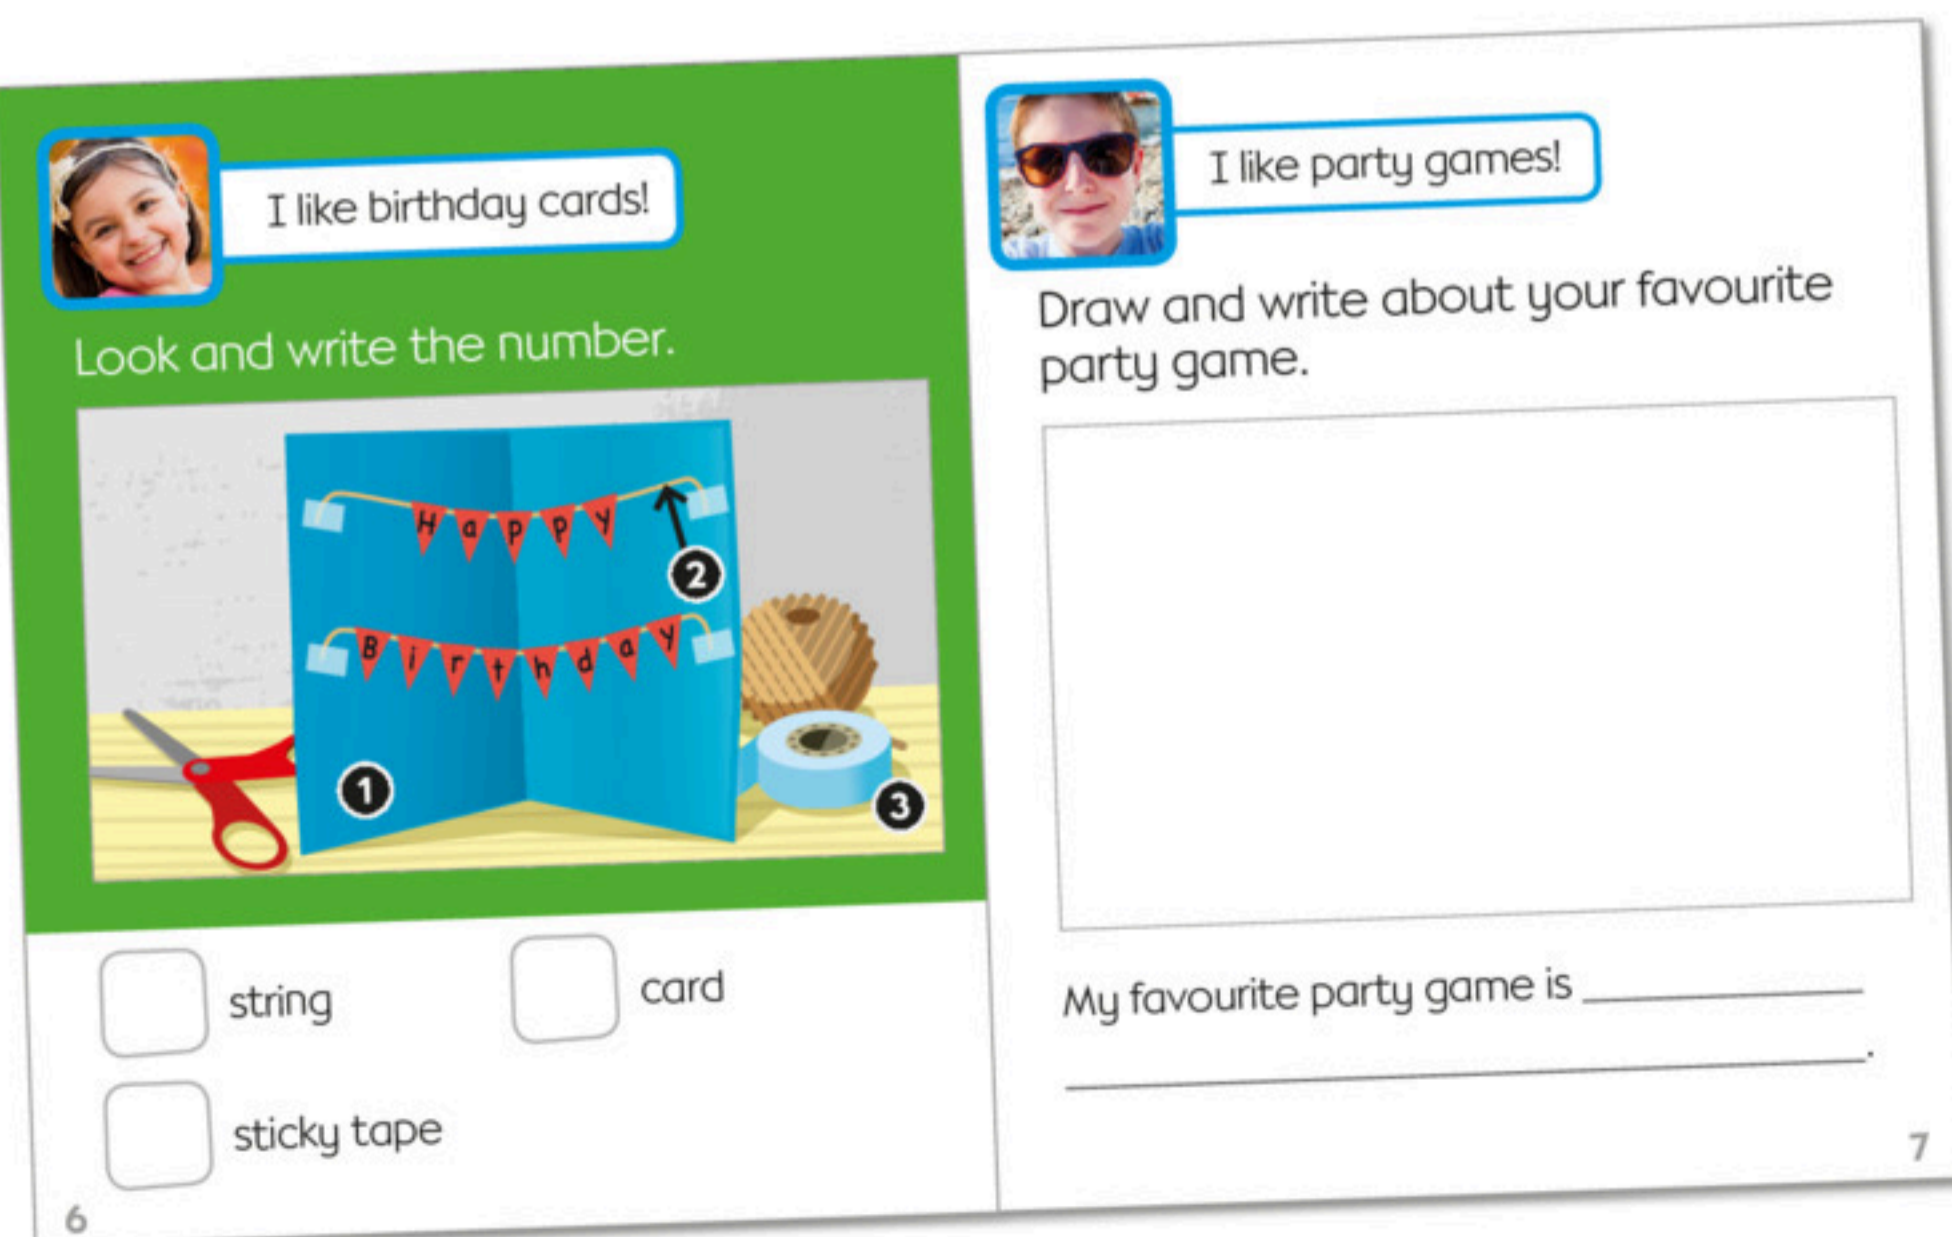 I like birthday cards!
Look and write the number.
Happy
2
Birthday
1
3
string
card
sticky tape
6
I like party games!
Draw and write about your favourite
party game.
My favourite party game is
.
7